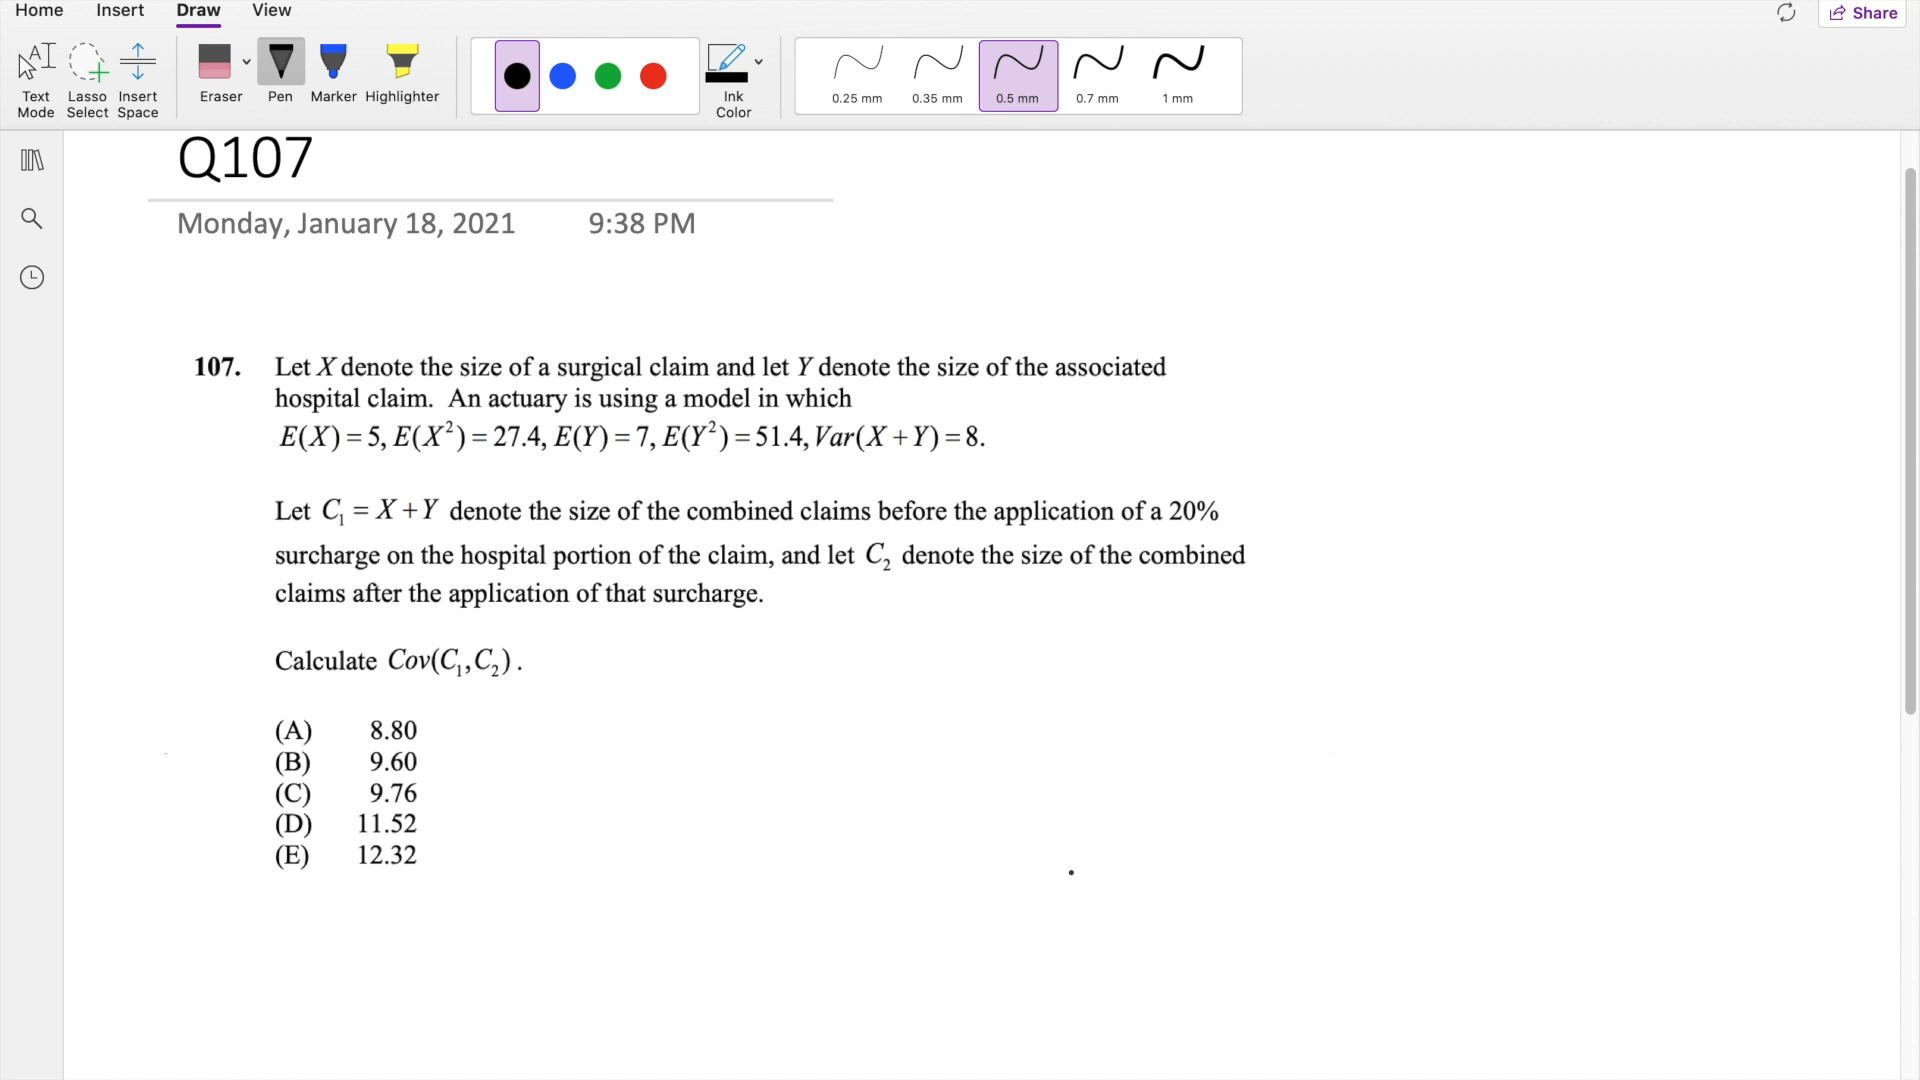 Home Insert Draw View
Share
Text Mode
Lasso Select
Insert Space
Eraser
Pen
Marker
Highlighter
Ink Color
0.25 mm
0.35 mm
0.5 mm
0.7 mm
1 mm
Q107
Monday, January 18, 2021 9:38 PM
107. Let X denote the size of a surgical claim and let Y denote the size of the associated
hospital claim. An actuary is using a model in which
E(X) = 5, E(X²) = 27.4, E(Y) = 7, E(Y²) = 51.4, Var(X + Y) = 8.
Let C₁ = X + Y denote the size of the combined claims before the application of a 20%
surcharge on the hospital portion of the claim, and let C₂ denote the size of the combined
claims after the application of that surcharge.
Calculate Cov(C₁, C₂).
(A) 8.80
(B) 9.60
(C) 9.76
(D) 11.52
(E) 12.32